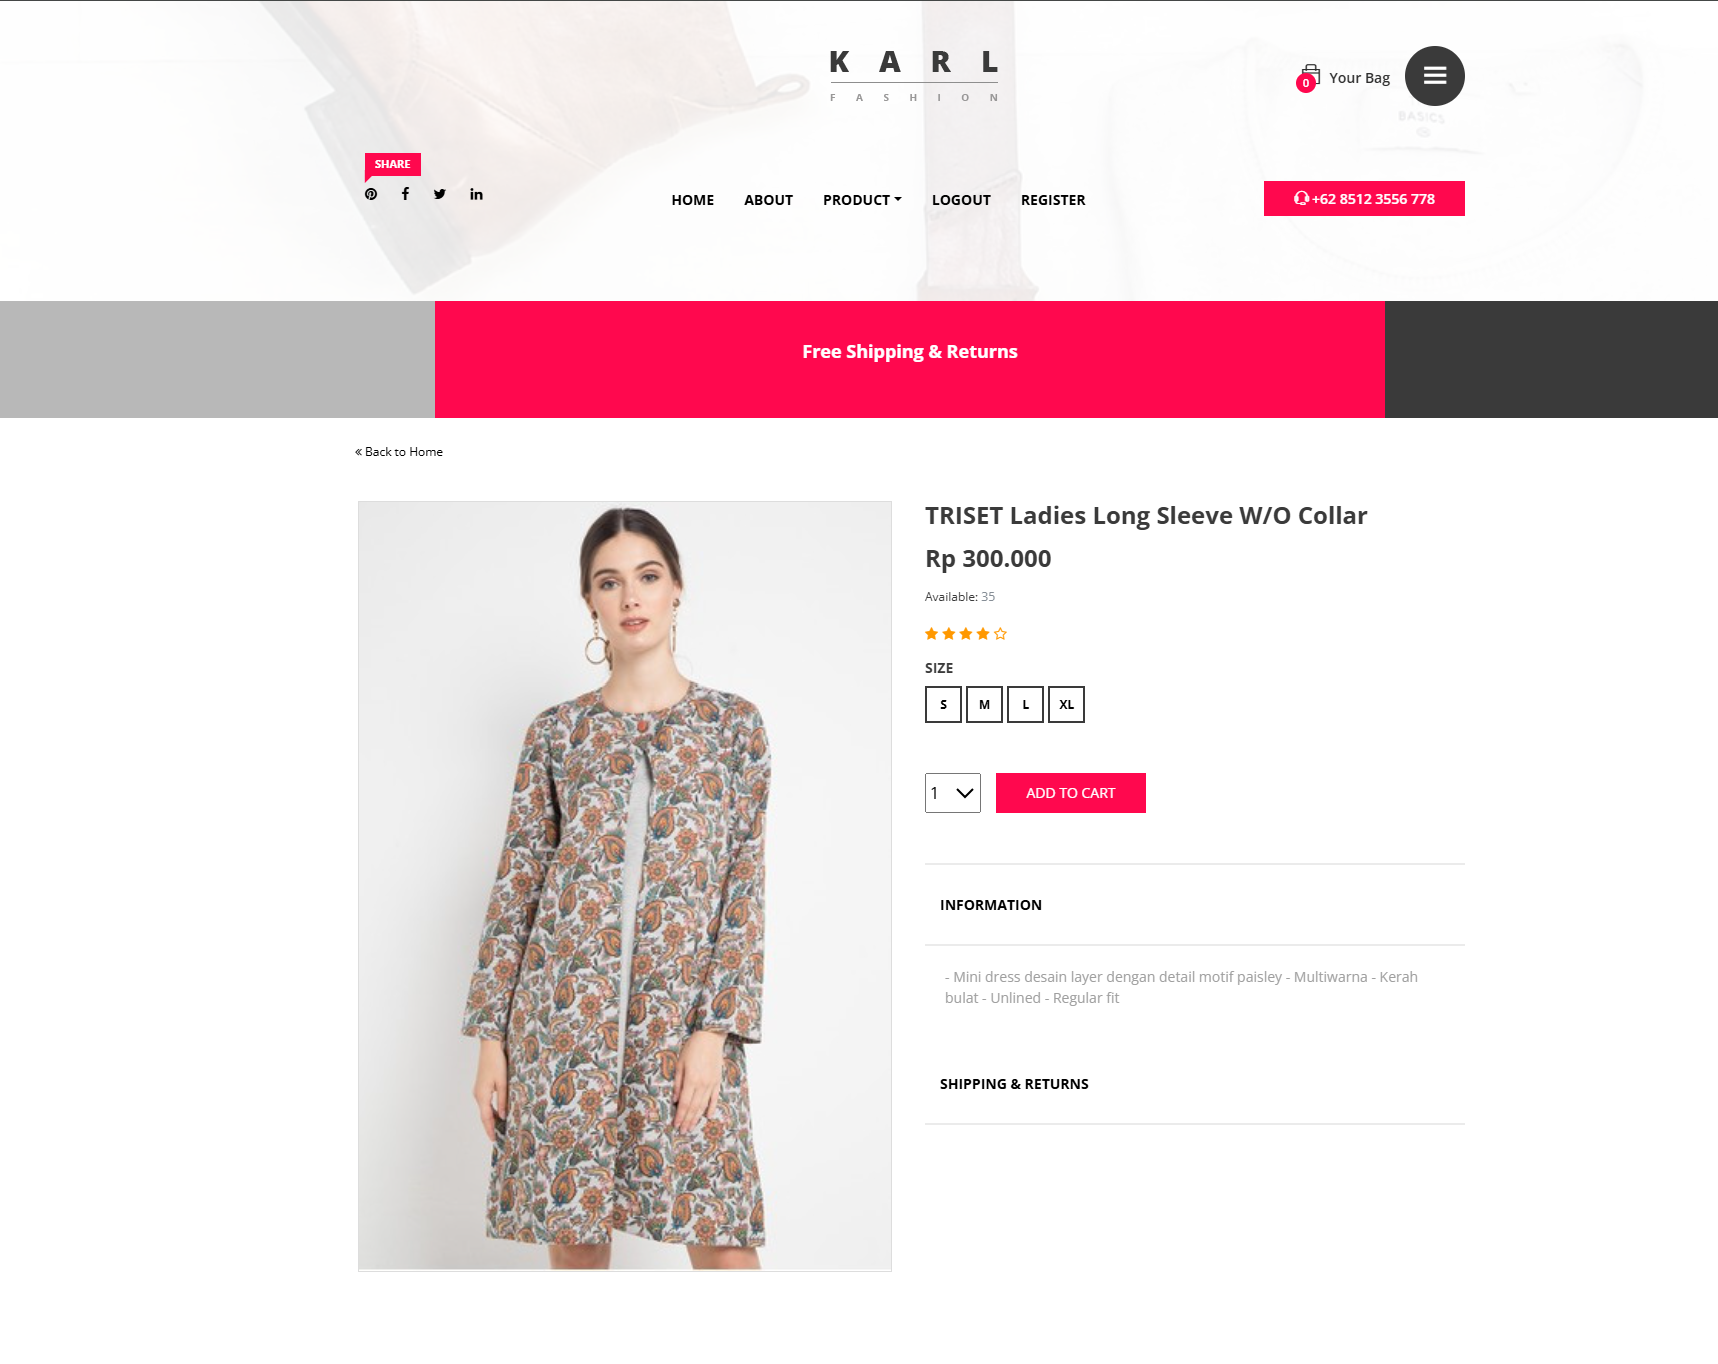 K A R L
F A S H I O N
0 Your Bag
BASICS
SHARE
HOME ABOUT PRODUCT LOGOUT REGISTER
+62 8512 3556 778
Free Shipping & Returns
« Back to Home
TRISET Ladies Long Sleeve W/O Collar
Rp 300.000
Available: 35
SIZE
S M L XL
1 ADD TO CART
INFORMATION
- Mini dress desain layer dengan detail motif paisley - Multiwarna - Kerah
bulat - Unlined - Regular fit
SHIPPING & RETURNS